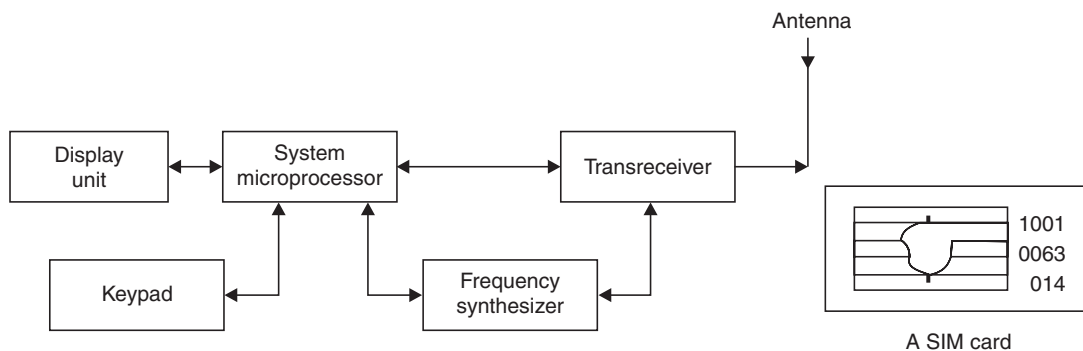 Antenna
Display
unit
System
microprocessor
Transreceiver
Keypad
Frequency
synthesizer
1001
0063
014
A SIM card